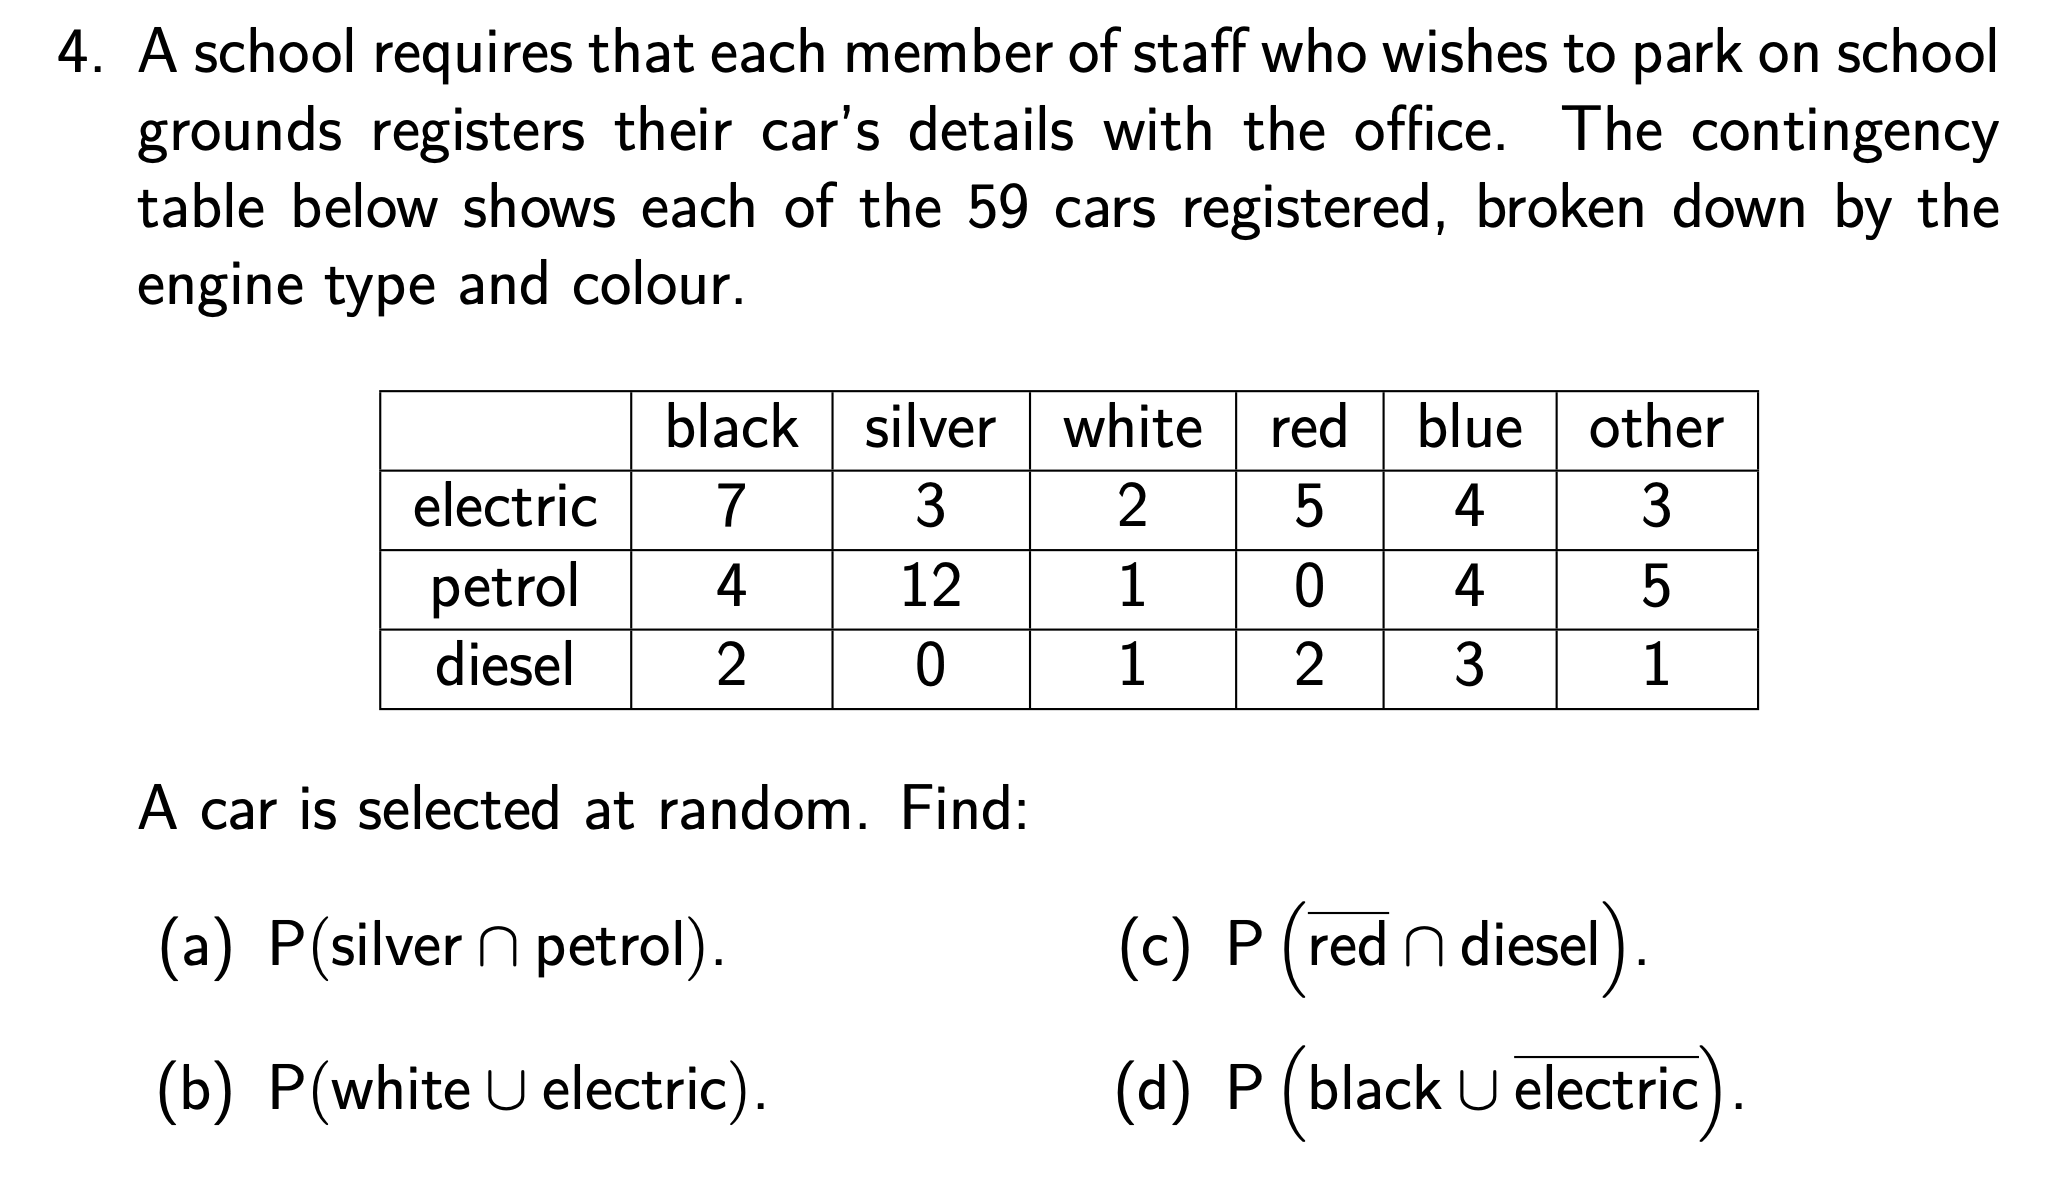 4. A school requires that each member of staff who wishes to park on school
grounds registers their car's details with the office. The contingency
table below shows each of the 59 cars registered, broken down by the
engine type and colour.
black silver white red blue other
electric 7 3 2 5 4 3
petrol 4 12 1 0 4 5
diesel 2 0 1 2 3 1
A car is selected at random. Find:
(a) P(silver ∩ petrol).
(c) P(r̅e̅d̅ ∩ diesel).
(b) P(white ∪ electric).
(d) P(black ∪ e̅l̅e̅c̅t̅r̅i̅c̅).